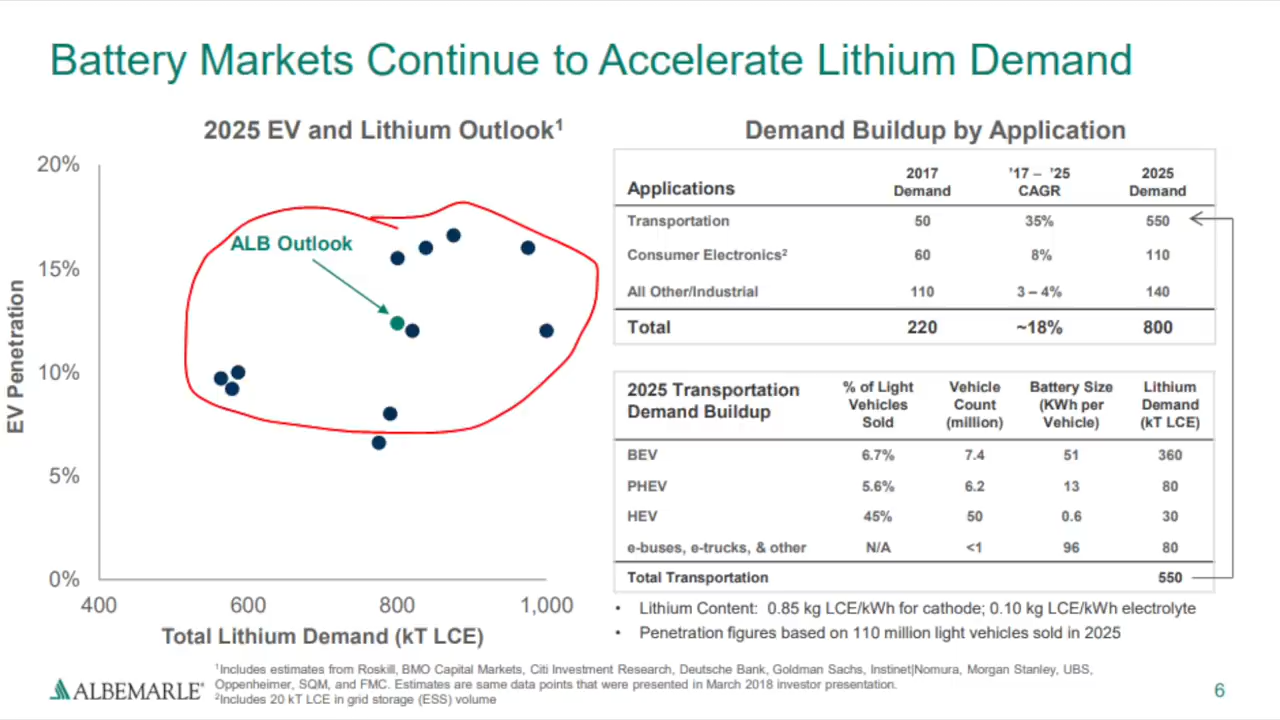 Battery Markets Continue to Accelerate Lithium Demand
2025 EV and Lithium Outlook¹
20%
15%
10%
5%
0%
EV Penetration
ALB Outlook
400 600 800 1,000
Total Lithium Demand (kT LCE)
Demand Buildup by Application
Applications 2017 Demand ’17 – ’25 CAGR 2025 Demand
Transportation 50 35% 550
Consumer Electronics² 60 8% 110
All Other/Industrial 110 3 – 4% 140
Total 220 ~18% 800
2025 Transportation Demand Buildup % of Light Vehicles Sold Vehicle Count (million) Battery Size (KWh per Vehicle) Lithium Demand (kT LCE)
BEV 6.7% 7.4 51 360
PHEV 5.6% 6.2 13 80
HEV 45% 50 0.6 30
e-buses, e-trucks, & other N/A <1 96 80
Total Transportation 550
• Lithium Content: 0.85 kg LCE/kWh for cathode; 0.10 kg LCE/kWh electrolyte
• Penetration figures based on 110 million light vehicles sold in 2025
ALBEMARLE®
¹Includes estimates from Roskill, BMO Capital Markets, Citi Investment Research, Deutsche Bank, Goldman Sachs, Instinet|Nomura, Morgan Stanley, UBS,
Oppenheimer, SQM, and FMC. Estimates are same data points that were presented in March 2018 investor presentation.
²Includes 20 kT LCE in grid storage (ESS) volume
6